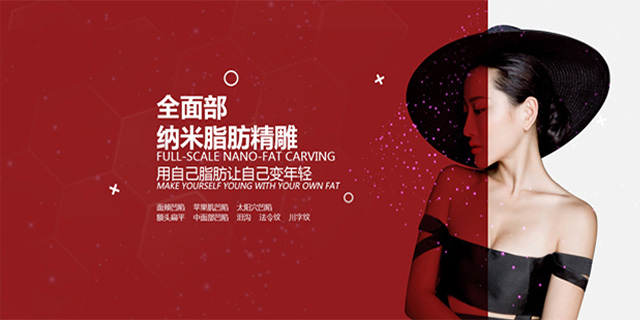 全面部
纳米脂肪精雕
FULL-SCALE NANO-FAT CARVING
用自己脂肪让自己变年轻
MAKE YOURSELF YOUNG WITH YOUR OWN FAT
面颊凹陷 苹果肌凹陷 太阳穴凹陷
额头扁平 中面部凹陷 泪沟 法令纹 川字纹